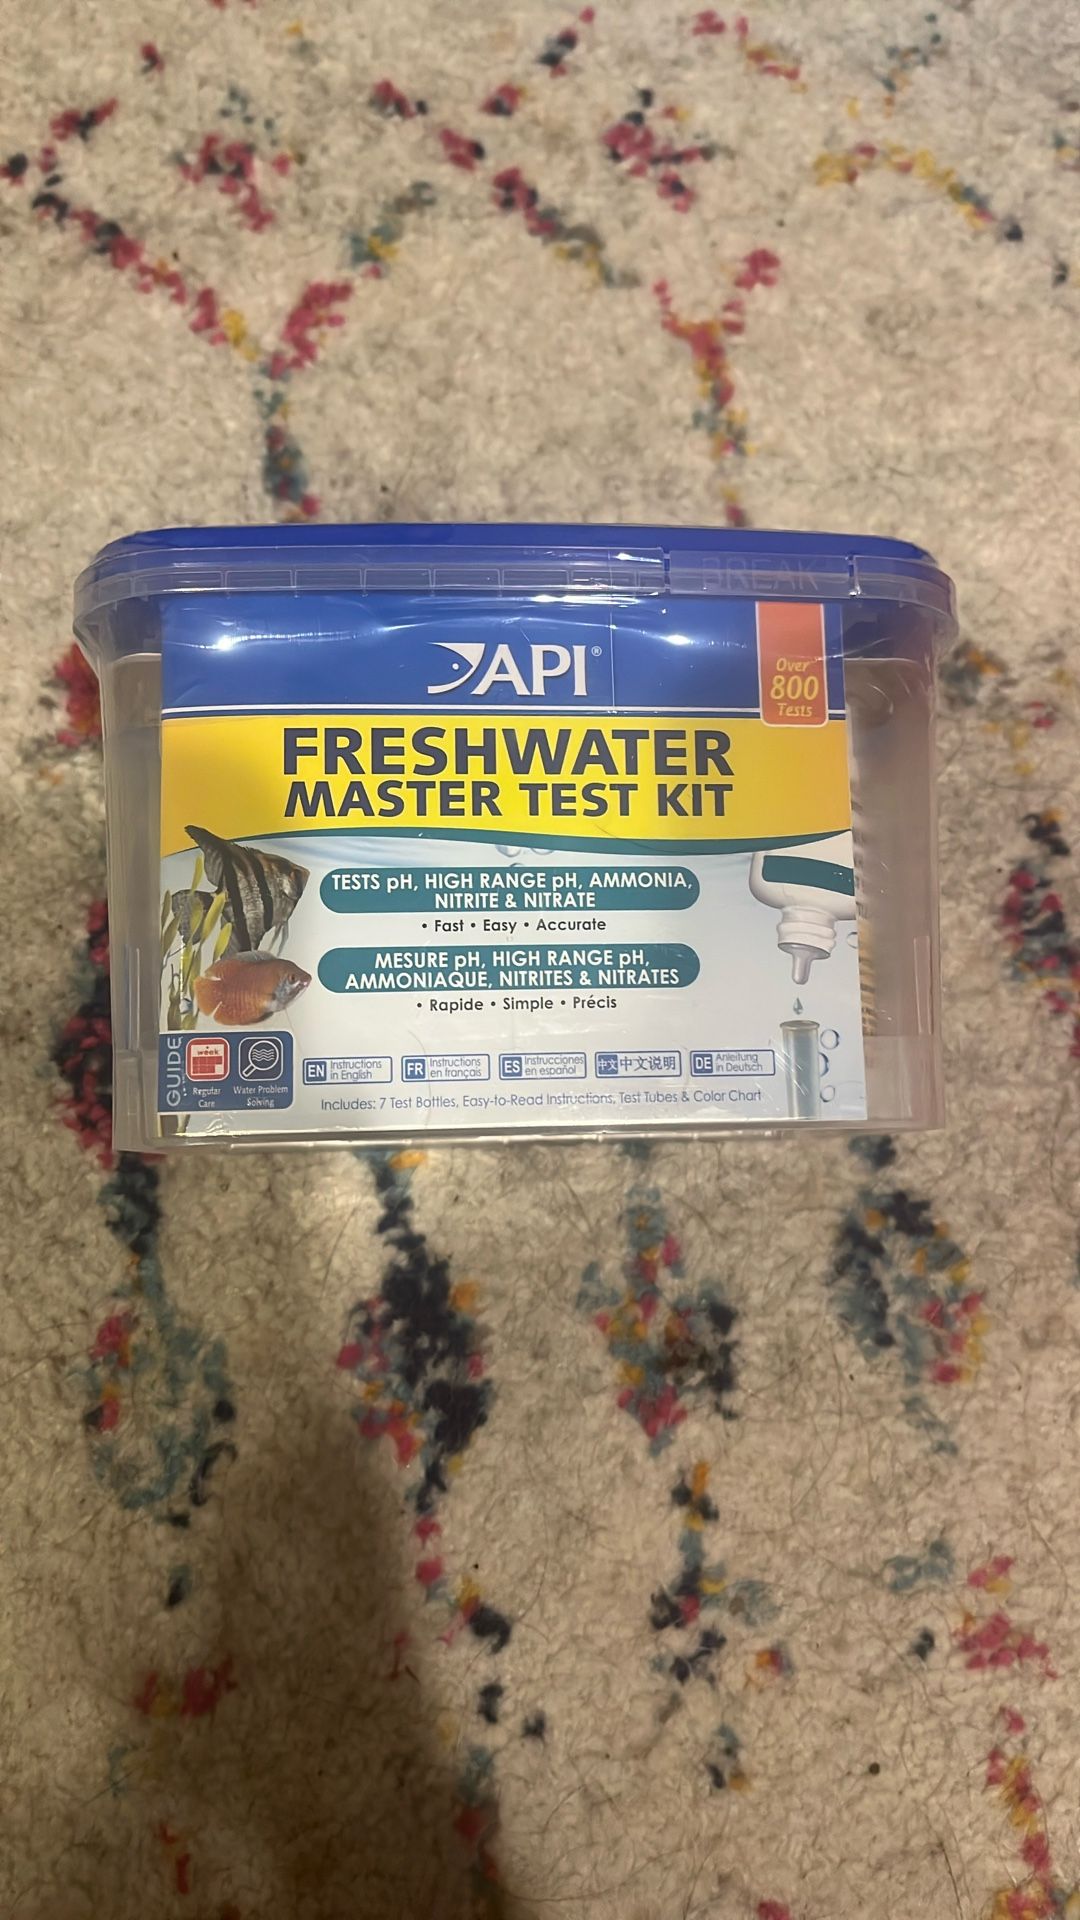 BREAK
API®
Over
800
Tests
FRESHWATER
MASTER TEST KIT
TESTS pH, HIGH RANGE pH, AMMONIA,
NITRITE & NITRATE
• Fast • Easy • Accurate
MESURE pH, HIGH RANGE pH,
AMMONIAQUE, NITRITES & NITRATES
• Rapide • Simple • Précis
GUIDE
week
Regular
Care
Water Problem
Solving
EN Instructions
in English
FR Instructions
en français
ES Instrucciones
en español
中文 中文说明
DE Anleitung
in Deutsch
Includes: 7 Test Bottles, Easy-to-Read Instructions, Test Tubes & Color Chart